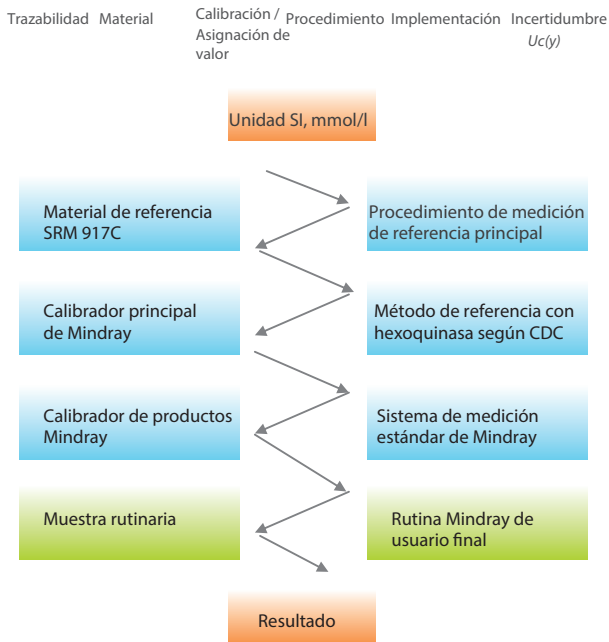 Trazabilidad Material Calibración / Procedimiento Implementación Incertidumbre
Asignación de Uc(y)
valor
Unidad SI, mmol/l
Material de referencia
SRM 917C
Procedimiento de medición
de referencia principal
Calibrador principal
de Mindray
Método de referencia con
hexoquinasa según CDC
Calibrador de productos
Mindray
Sistema de medición
estándar de Mindray
Muestra rutinaria
Rutina Mindray de
usuario final
Resultado